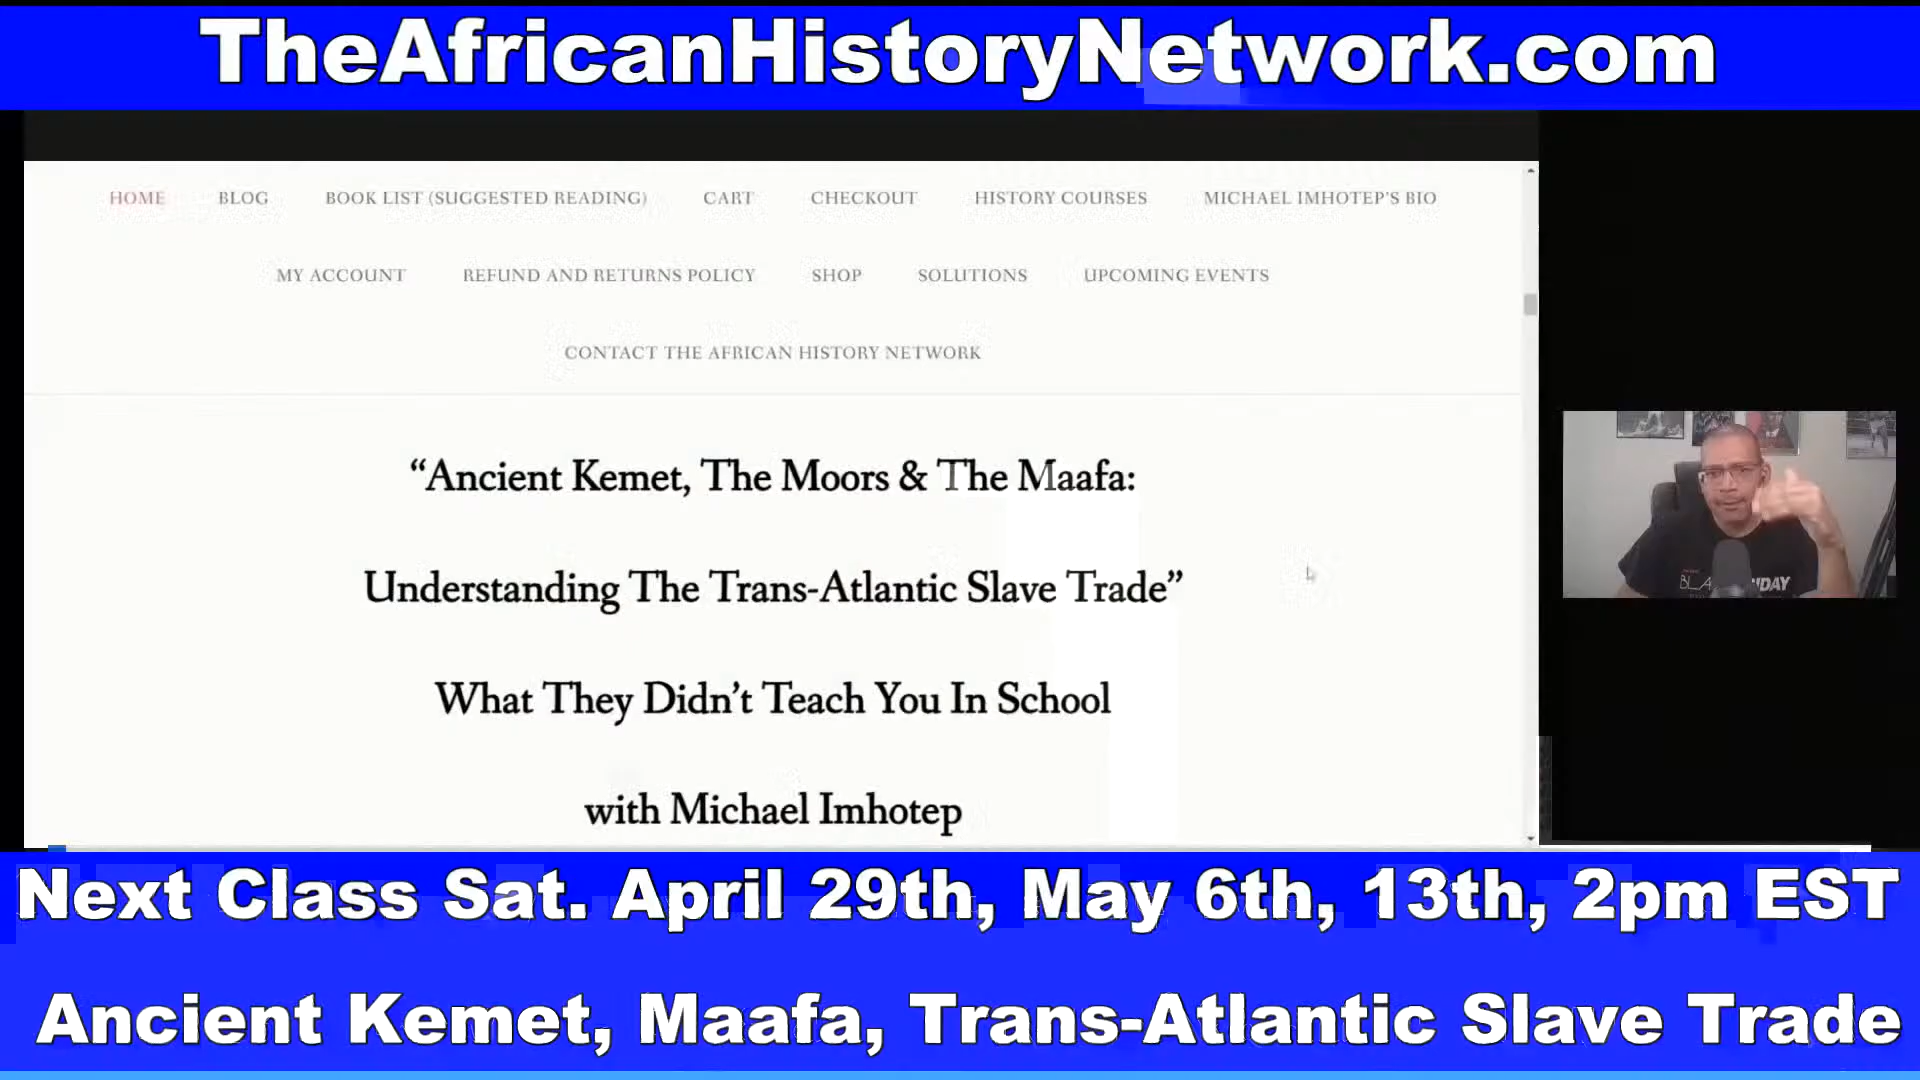 TheAfricanHistoryNetwork.com
HOME BLOG BOOK LIST (SUGGESTED READING) CART CHECKOUT HISTORY COURSES MICHAEL IMHOTEP'S BIO
MY ACCOUNT REFUND AND RETURNS POLICY SHOP SOLUTIONS UPCOMING EVENTS
CONTACT THE AFRICAN HISTORY NETWORK
“Ancient Kemet, The Moors & The Maafa:
Understanding The Trans-Atlantic Slave Trade”
What They Didn’t Teach You In School
with Michael Imhotep
Next Class Sat. April 29th, May 6th, 13th, 2pm EST
Ancient Kemet, Maafa, Trans-Atlantic Slave Trade